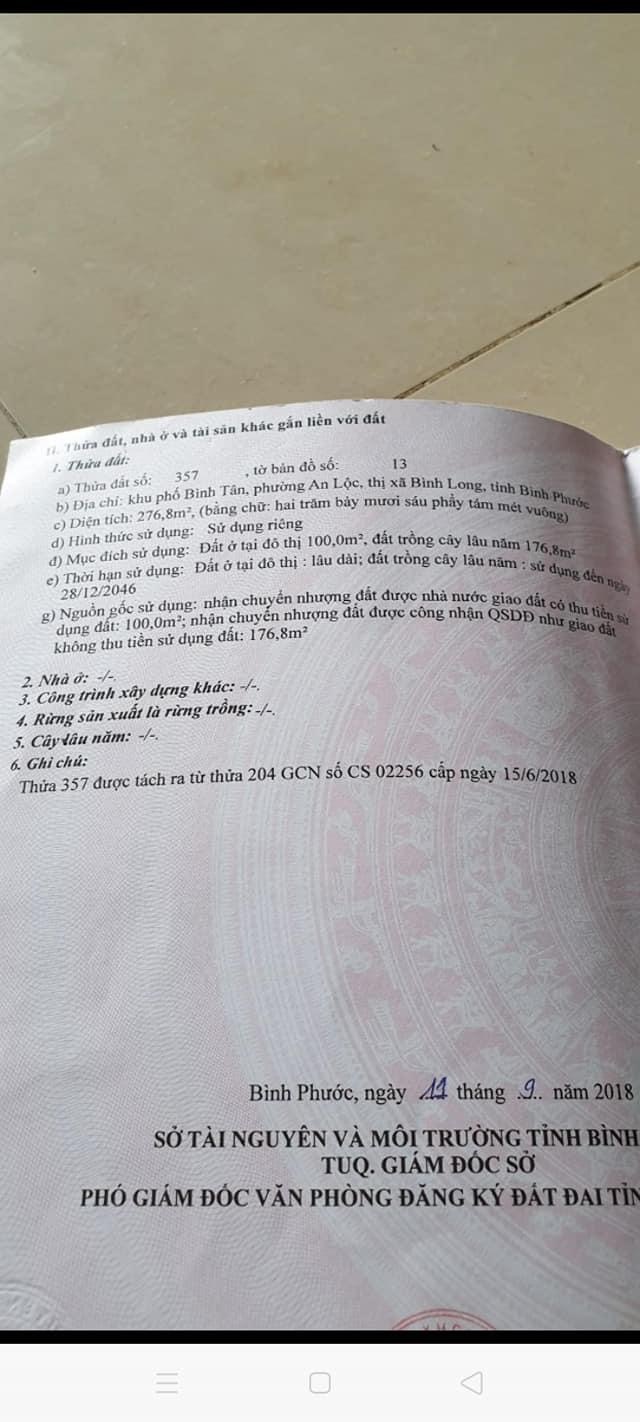 II. Thửa đất, nhà ở và tài sản khác gắn liền với đất
1. Thửa đất:
a) Thửa đất số: 357 , tờ bản đồ số: 13
b) Địa chỉ: khu phố Bình Tân, phường An Lộc, thị xã Bình Long, tỉnh Bình Phước
c) Diện tích: 276,8m², (bằng chữ: hai trăm bảy mươi sáu phẩy tám mét vuông)
d) Hình thức sử dụng: Sử dụng riêng
đ) Mục đích sử dụng: Đất ở tại đô thị 100,0m², đất trồng cây lâu năm 176,8m²
e) Thời hạn sử dụng: Đất ở tại đô thị : lâu dài; đất trồng cây lâu năm : sử dụng đến ngày
28/12/2046
g) Nguồn gốc sử dụng: nhận chuyển nhượng đất được nhà nước giao đất có thu tiền sử
dụng đất: 100,0m²; nhận chuyển nhượng đất được công nhận QSDĐ như giao đất
không thu tiền sử dụng đất: 176,8m²
2. Nhà ở: -/-.
3. Công trình xây dựng khác: -/-.
4. Rừng sản xuất là rừng trồng: -/-.
5. Cây lâu năm: -/-.
6. Ghi chú:
Thửa 357 được tách ra từ thửa 204 GCN số CS 02256 cấp ngày 15/6/2018
Bình Phước, ngày 11 tháng .9.. năm 2018
SỞ TÀI NGUYÊN VÀ MÔI TRƯỜNG TỈNH BÌNH
TUQ. GIÁM ĐỐC SỞ
PHÓ GIÁM ĐỐC VĂN PHÒNG ĐĂNG KÝ ĐẤT ĐAI TỈN